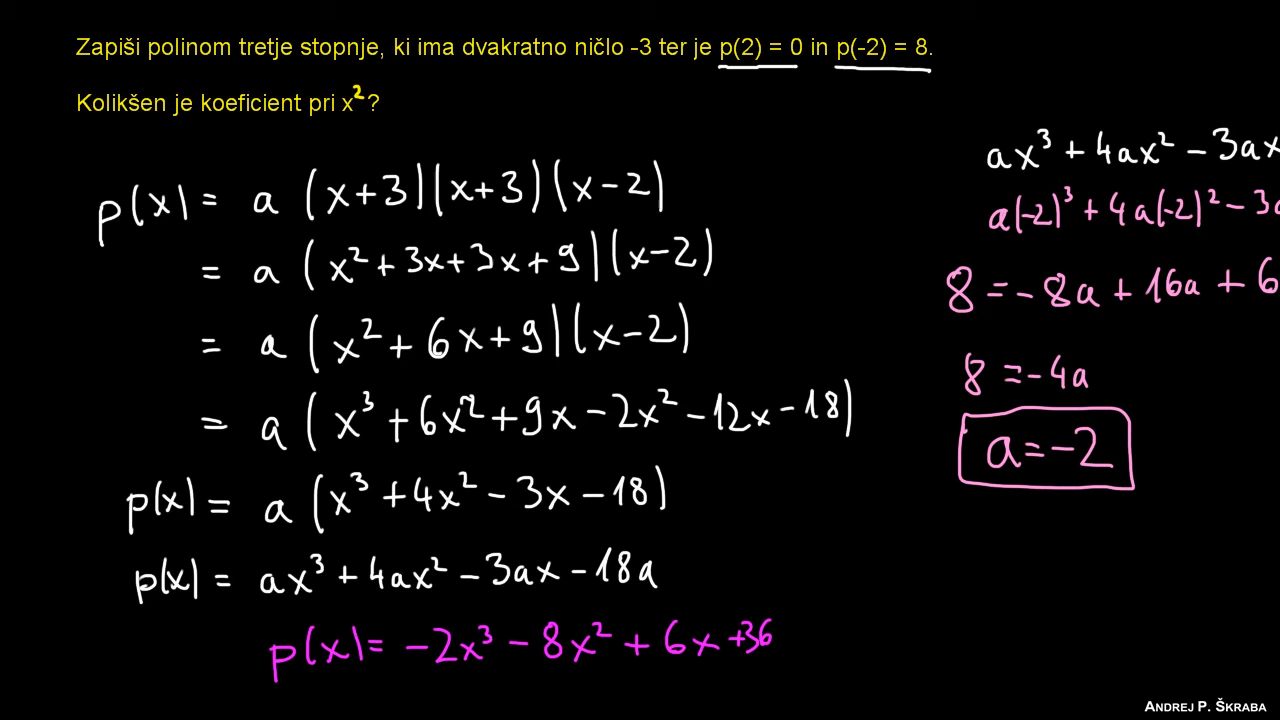 Zapiši polinom tretje stopnje, ki ima dvakratno ničlo -3 ter je p(2) = 0 in p(-2) = 8.
Kolikšen je koeficient pri x²?
p(x) = a (x+3)(x+3)(x-2)
= a (x² + 3x + 3x + 9)(x-2)
= a (x² + 6x + 9)(x-2)
= a (x³ + 6x² + 9x - 2x² - 12x - 18)
p(x) = a (x³ + 4x² - 3x - 18)
p(x) = ax³ + 4ax² - 3ax - 18a
p(x) = -2x³ - 8x² + 6x + 36
ax³ + 4ax² - 3ax
a(-2)³ + 4a(-2)² - 3a
8 = -8a + 16a + 6
8 = -4a
a = -2
ANDREJ P. ŠKRABA